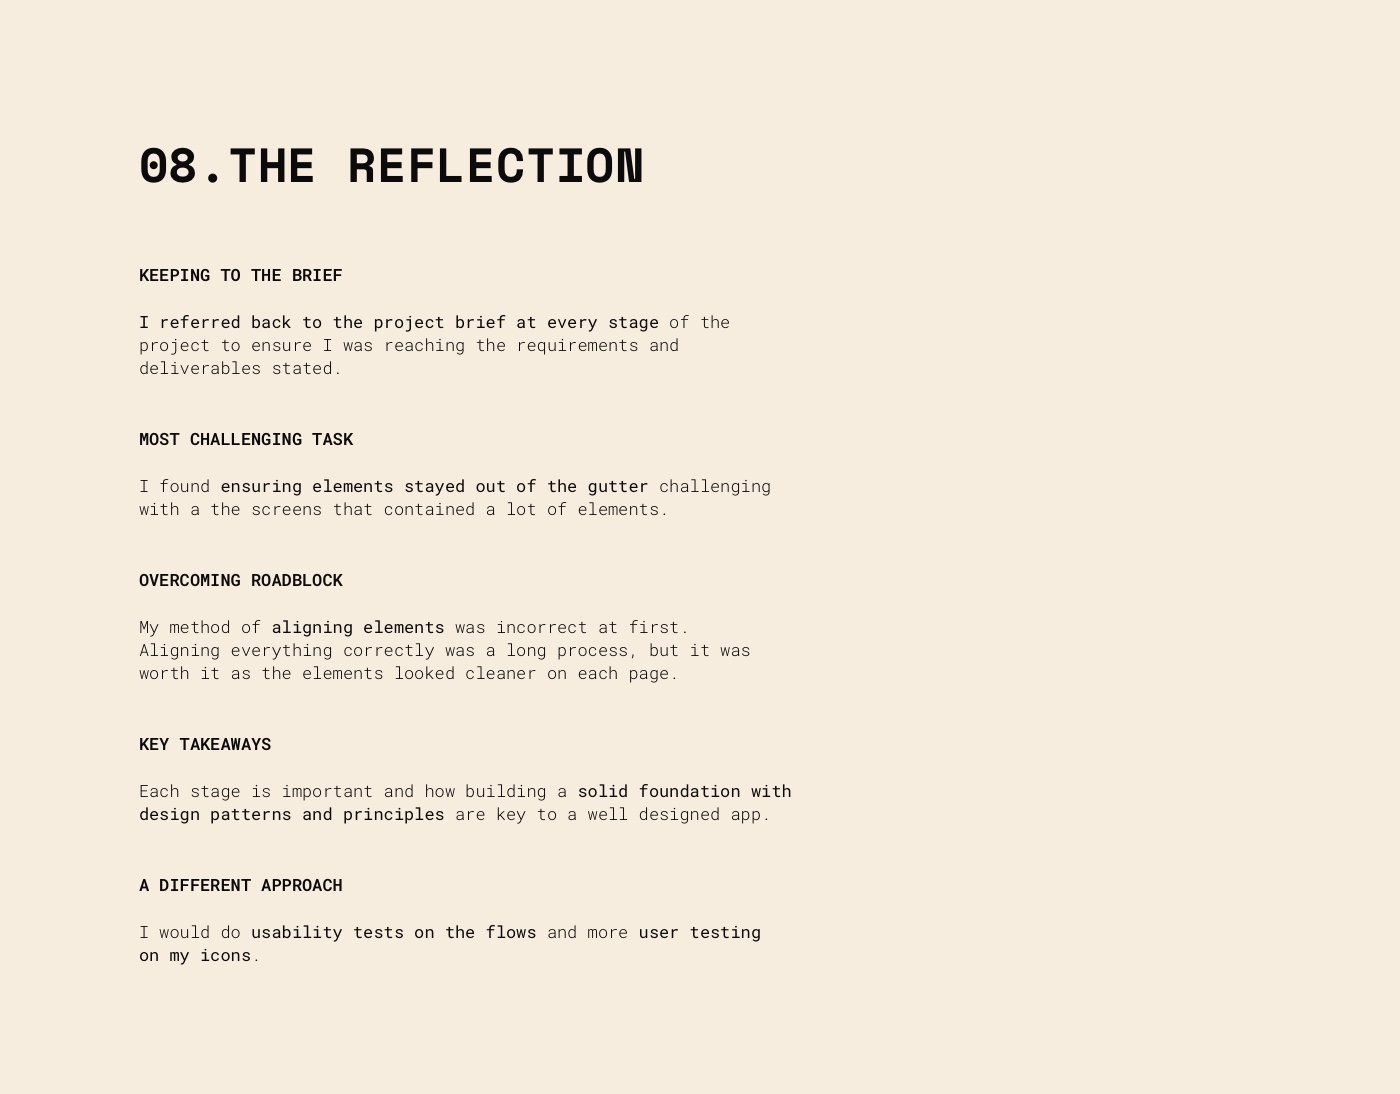 08.THE REFLECTION
KEEPING TO THE BRIEF
I referred back to the project brief at every stage of the
project to ensure I was reaching the requirements and
deliverables stated.
MOST CHALLENGING TASK
I found ensuring elements stayed out of the gutter challenging
with a the screens that contained a lot of elements.
OVERCOMING ROADBLOCK
My method of aligning elements was incorrect at first.
Aligning everything correctly was a long process, but it was
worth it as the elements looked cleaner on each page.
KEY TAKEAWAYS
Each stage is important and how building a solid foundation with
design patterns and principles are key to a well designed app.
A DIFFERENT APPROACH
I would do usability tests on the flows and more user testing
on my icons.